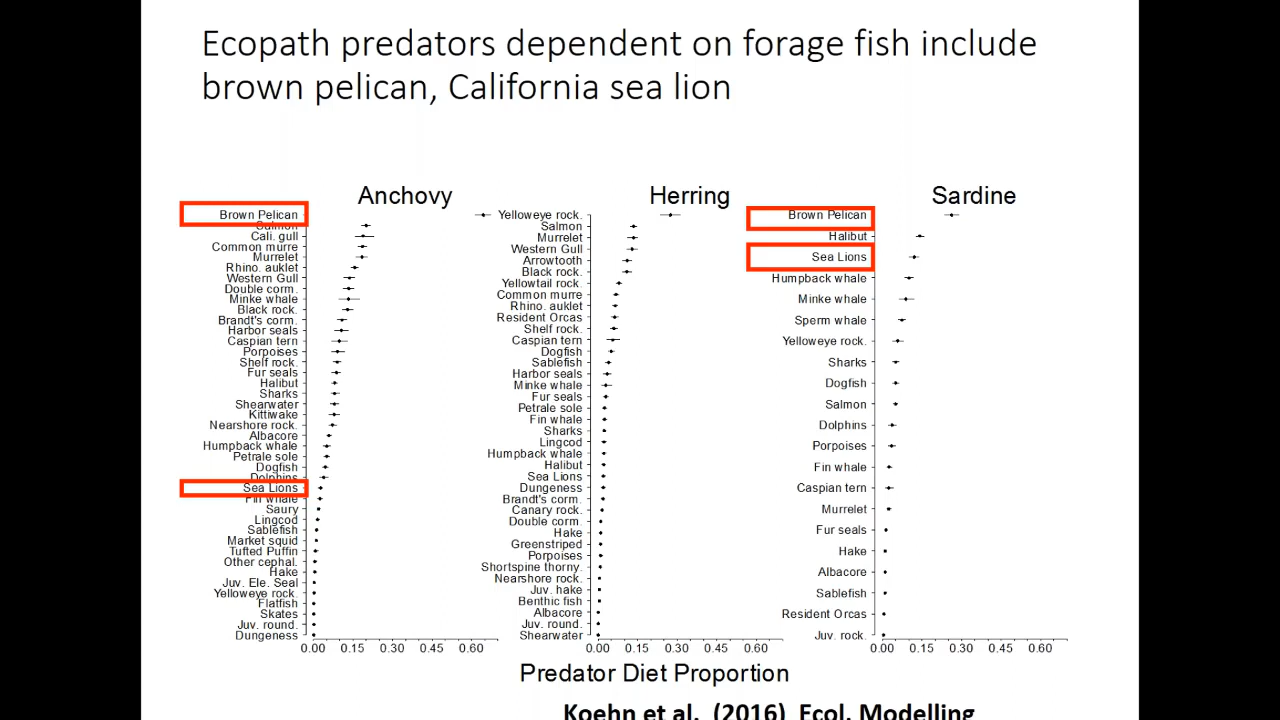 Ecopath predators dependent on forage fish include
brown pelican, California sea lion
Anchovy
Brown Pelican
Salmon
Cali. gull
Common murre
Murrelet
Rhino. auklet
Western Gull
Double corm.
Minke whale
Black rock.
Brandt's corm.
Harbor seals
Caspian tern
Porpoises
Shelf rock.
Fur seals
Halibut
Sharks
Shearwater
Kittiwake
Nearshore rock.
Albacore
Humpback whale
Petrale sole
Dogfish
Dolphins
Sea Lions
Fin whale
Saury
Lingcod
Sablefish
Market squid
Tufted Puffin
Other cephal.
Hake
Juv. Ele. Seal
Yelloweye rock.
Flatfish
Skates
Juv. round.
Dungeness
0.00 0.15 0.30 0.60
Herring
Yelloweye rock.
Salmon
Murrelet
Western Gull
Arrowtooth
Black rock.
Yellowtail rock.
Common murre
Rhino. auklet
Resident Orcas
Shelf rock.
Caspian tern
Dogfish
Sablefish
Harbor seals
Minke whale
Fur seals
Petrale sole
Fin whale
Sharks
Lingcod
Humpback whale
Halibut
Sea Lions
Dungeness
Brandt's corm.
Canary rock.
Double corm.
Hake
Greenstriped
Porpoises
Shortspine thorny.
Nearshore rock.
Juv. hake
Benthic fish
Albacore
Juv. round.
Shearwater
0.00 0.15 0.30 0.60
Sardine
Brown Pelican
Halibut
Sea Lions
Humpback whale
Minke whale
Sperm whale
Yelloweye rock.
Sharks
Dogfish
Salmon
Dolphins
Porpoises
Fin whale
Caspian tern
Murrelet
Fur seals
Hake
Albacore
Sablefish
Resident Orcas
Juv. rock.
0.00 0.15 0.30 0.60
Predator Diet Proportion
Koehn et al. (2016) Ecol. Modelling